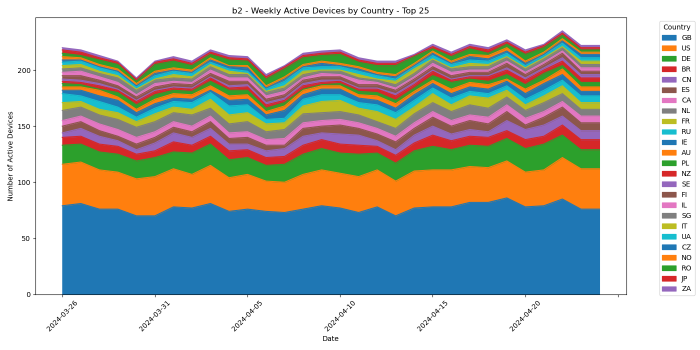 b2 - Weekly Active Devices by Country - Top 25
Number of Active Devices
200
150
100
50
0
2024-03-26
2024-03-31
2024-04-05
2024-04-10
2024-04-15
2024-04-20
Date
Country
GB
US
DE
BR
CN
ES
CA
NL
FR
RU
IE
AU
PL
NZ
SE
FI
IL
SG
IT
UA
CZ
NO
RO
JP
ZA